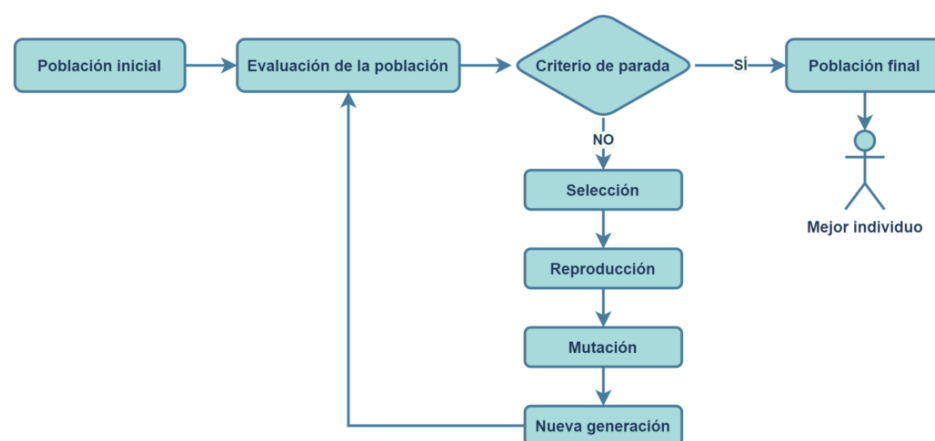 Población inicial
Evaluación de la población
Criterio de parada
SÍ
Población final
NO
Selección
Mejor individuo
Reproducción
Mutación
Nueva generación